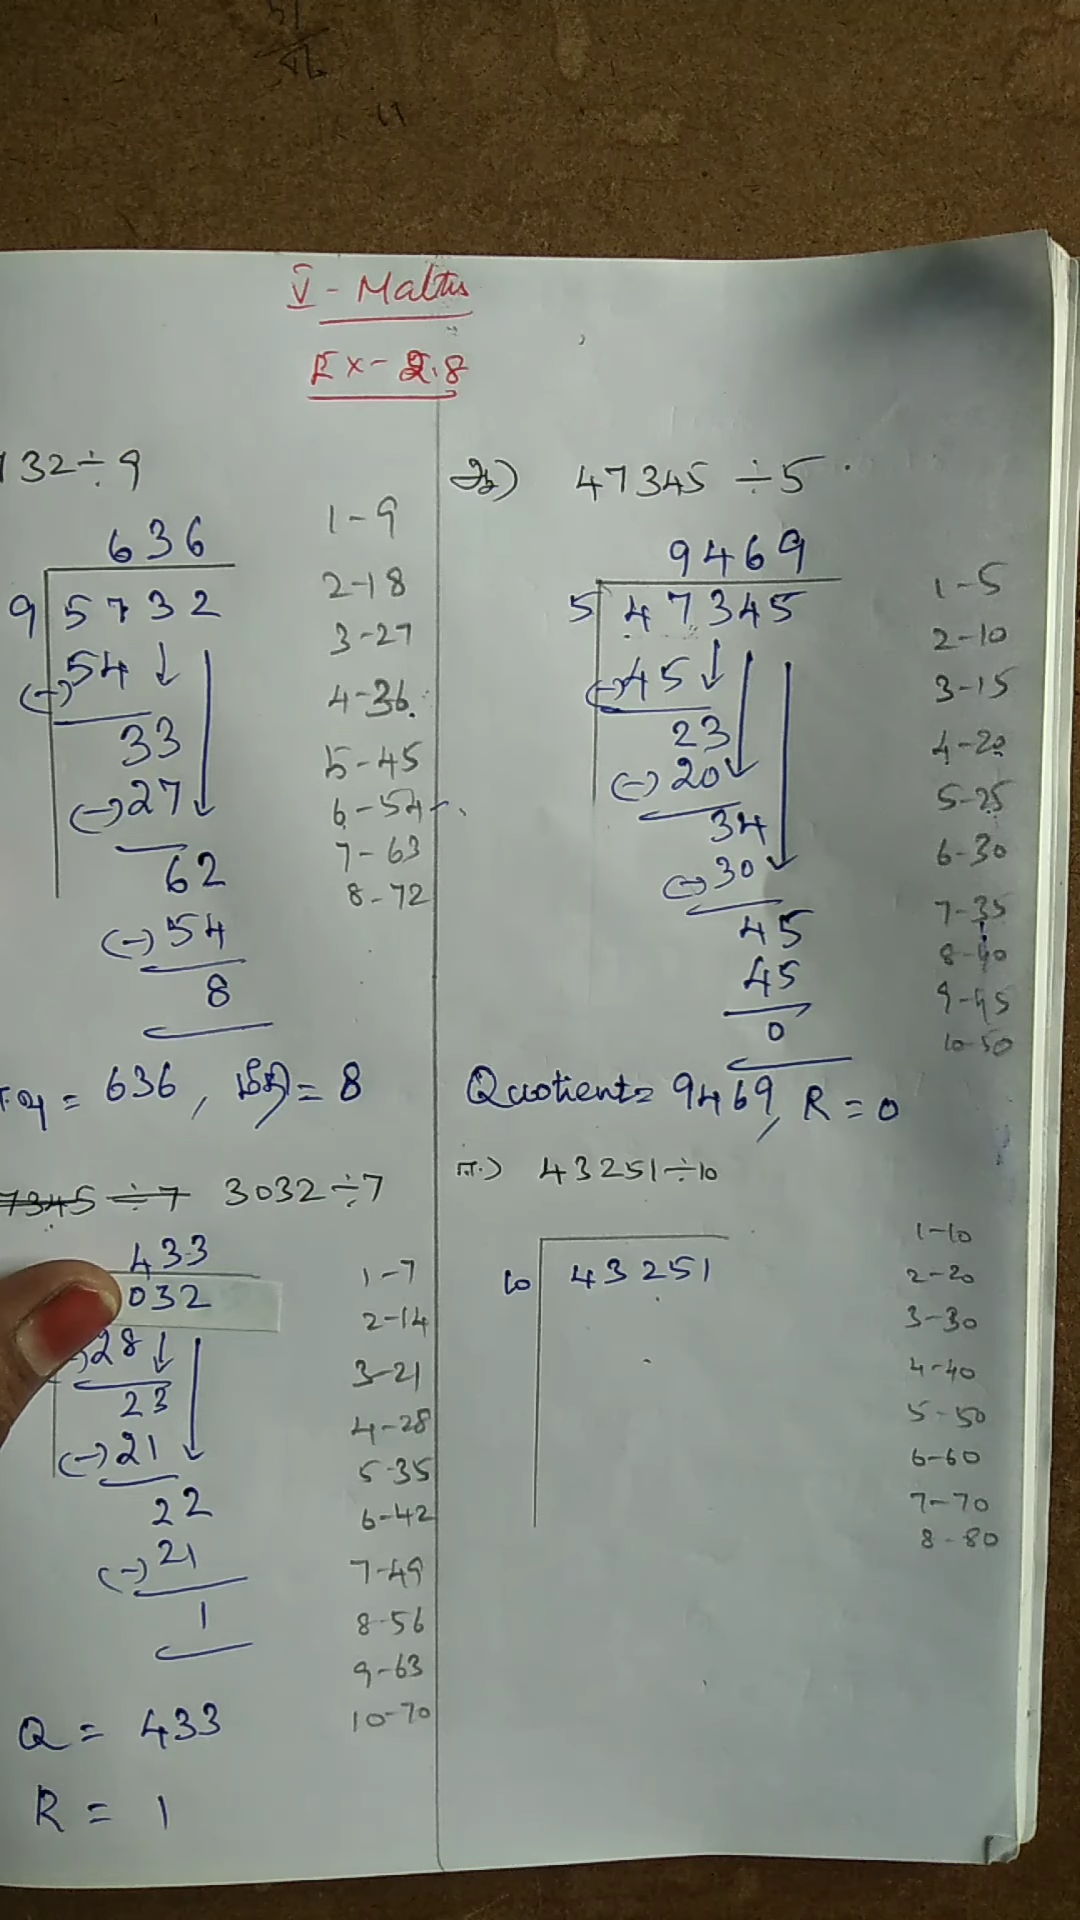 V - Maths
Ex - 2.8
132 ÷ 9
636
9 5732
54
33
(-) 27
62
(-) 54
8
= 636, மீதி = 8
1 - 9
2 - 18
3 - 27
4 - 36
5 - 45
6 - 54
7 - 63
8 - 72
47345 ÷ 5
9469
5 47345
(-) 45
23
(-) 20
34
(-) 30
45
45
0
Quotient = 9469, R = 0
1 - 5
2 - 10
3 - 15
4 - 20
5 - 25
6 - 30
7 - 35
8 - 40
9 - 45
10 - 50
7345 ÷ 7 3032 ÷ 7
433
032
28
23
(-) 21
22
(-) 21
1
Q = 433
R = 1
1 - 7
2 - 14
3 - 21
4 - 28
5 - 35
6 - 42
7 - 49
8 - 56
9 - 63
10 - 70
43251 ÷ 10
10 43251
1 - 10
2 - 20
3 - 30
4 - 40
5 - 50
6 - 60
7 - 70
8 - 80